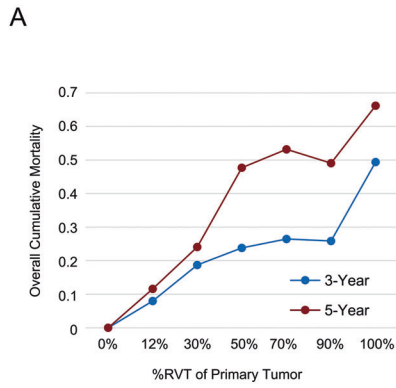 A
Overall Cumulative Mortality
0.7
0.6
0.5
0.4
0.3
0.2
0.1
0
3-Year
5-Year
0% 12% 30% 50% 70% 90% 100%
%RVT of Primary Tumor